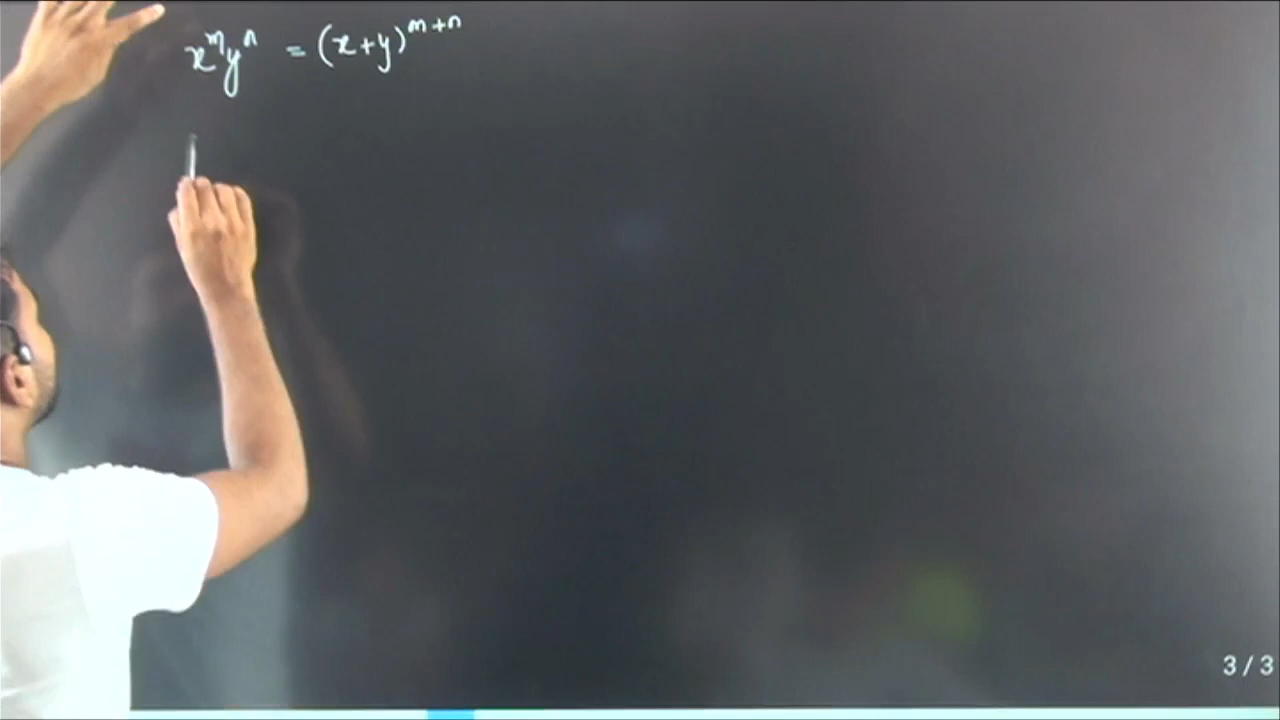 x^m y^n = (x+y)^{m+n}
3 / 3